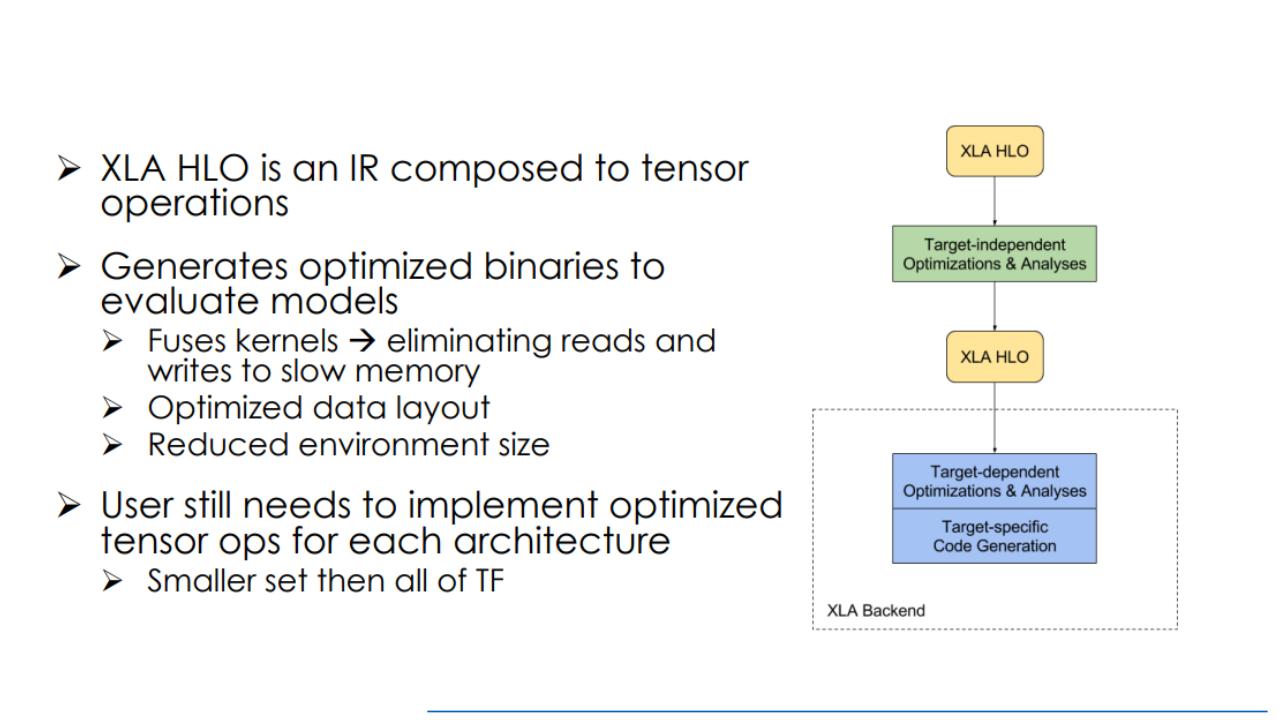 ➢ XLA HLO is an IR composed to tensor
operations
➢ Generates optimized binaries to
evaluate models
➢ Fuses kernels → eliminating reads and
writes to slow memory
➢ Optimized data layout
➢ Reduced environment size
➢ User still needs to implement optimized
tensor ops for each architecture
➢ Smaller set then all of TF
XLA HLO
Target-independent
Optimizations & Analyses
XLA HLO
Target-dependent
Optimizations & Analyses
Target-specific
Code Generation
XLA Backend